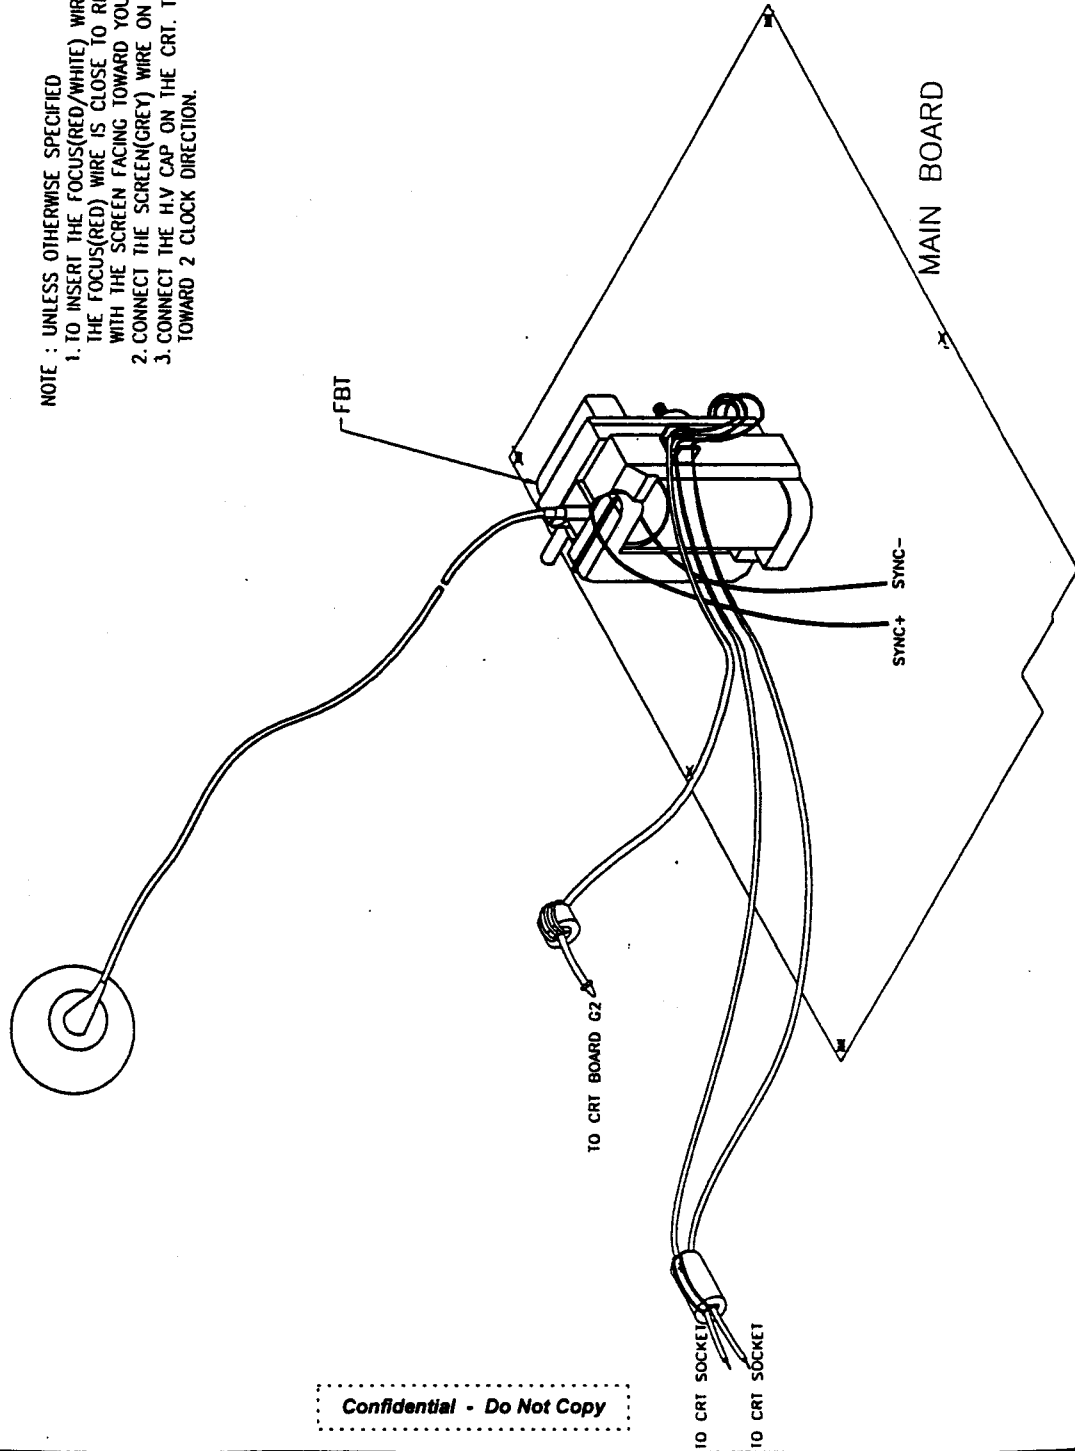 NOTE : UNLESS OTHERWISE SPECIFIED
1. TO INSERT THE FOCUS(RED/WHITE)
THE FOCUS(RED) WIRE IS CLOSE TO
WITH THE SCREEN FACING TOWARD
2. CONNECT THE SCREEN(GREY) WIRE ON
3. CONNECT THE H.V CAP ON THE CRT.
TOWARD 2 CLOCK DIRECTION.
FBT
MAIN BOARD
SYNC-
SYNC+
TO CRT BOARD G2
TO CRT SOCKET
TO CRT SOCKET
Confidential - Do Not Copy